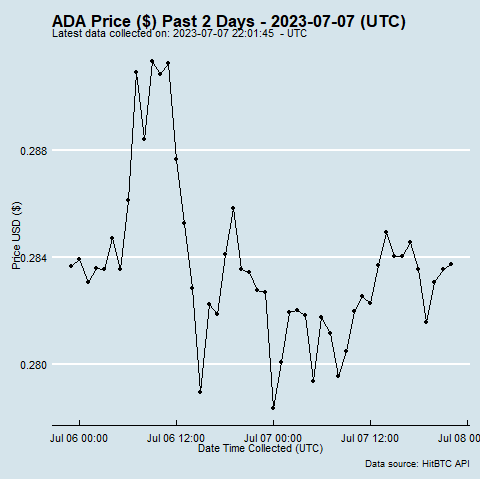 ADA Price ($) Past 2 Days - 2023-07-07 (UTC)
Latest data collected on: 2023-07-07 22:01:45 - UTC
0.288
0.284
0.280
Price USD ($)
Jul 06 00:00 Jul 06 12:00 Jul 07 00:00 Jul 07 12:00 Jul 08 0
Date Time Collected (UTC)
Data source: HitBTC API